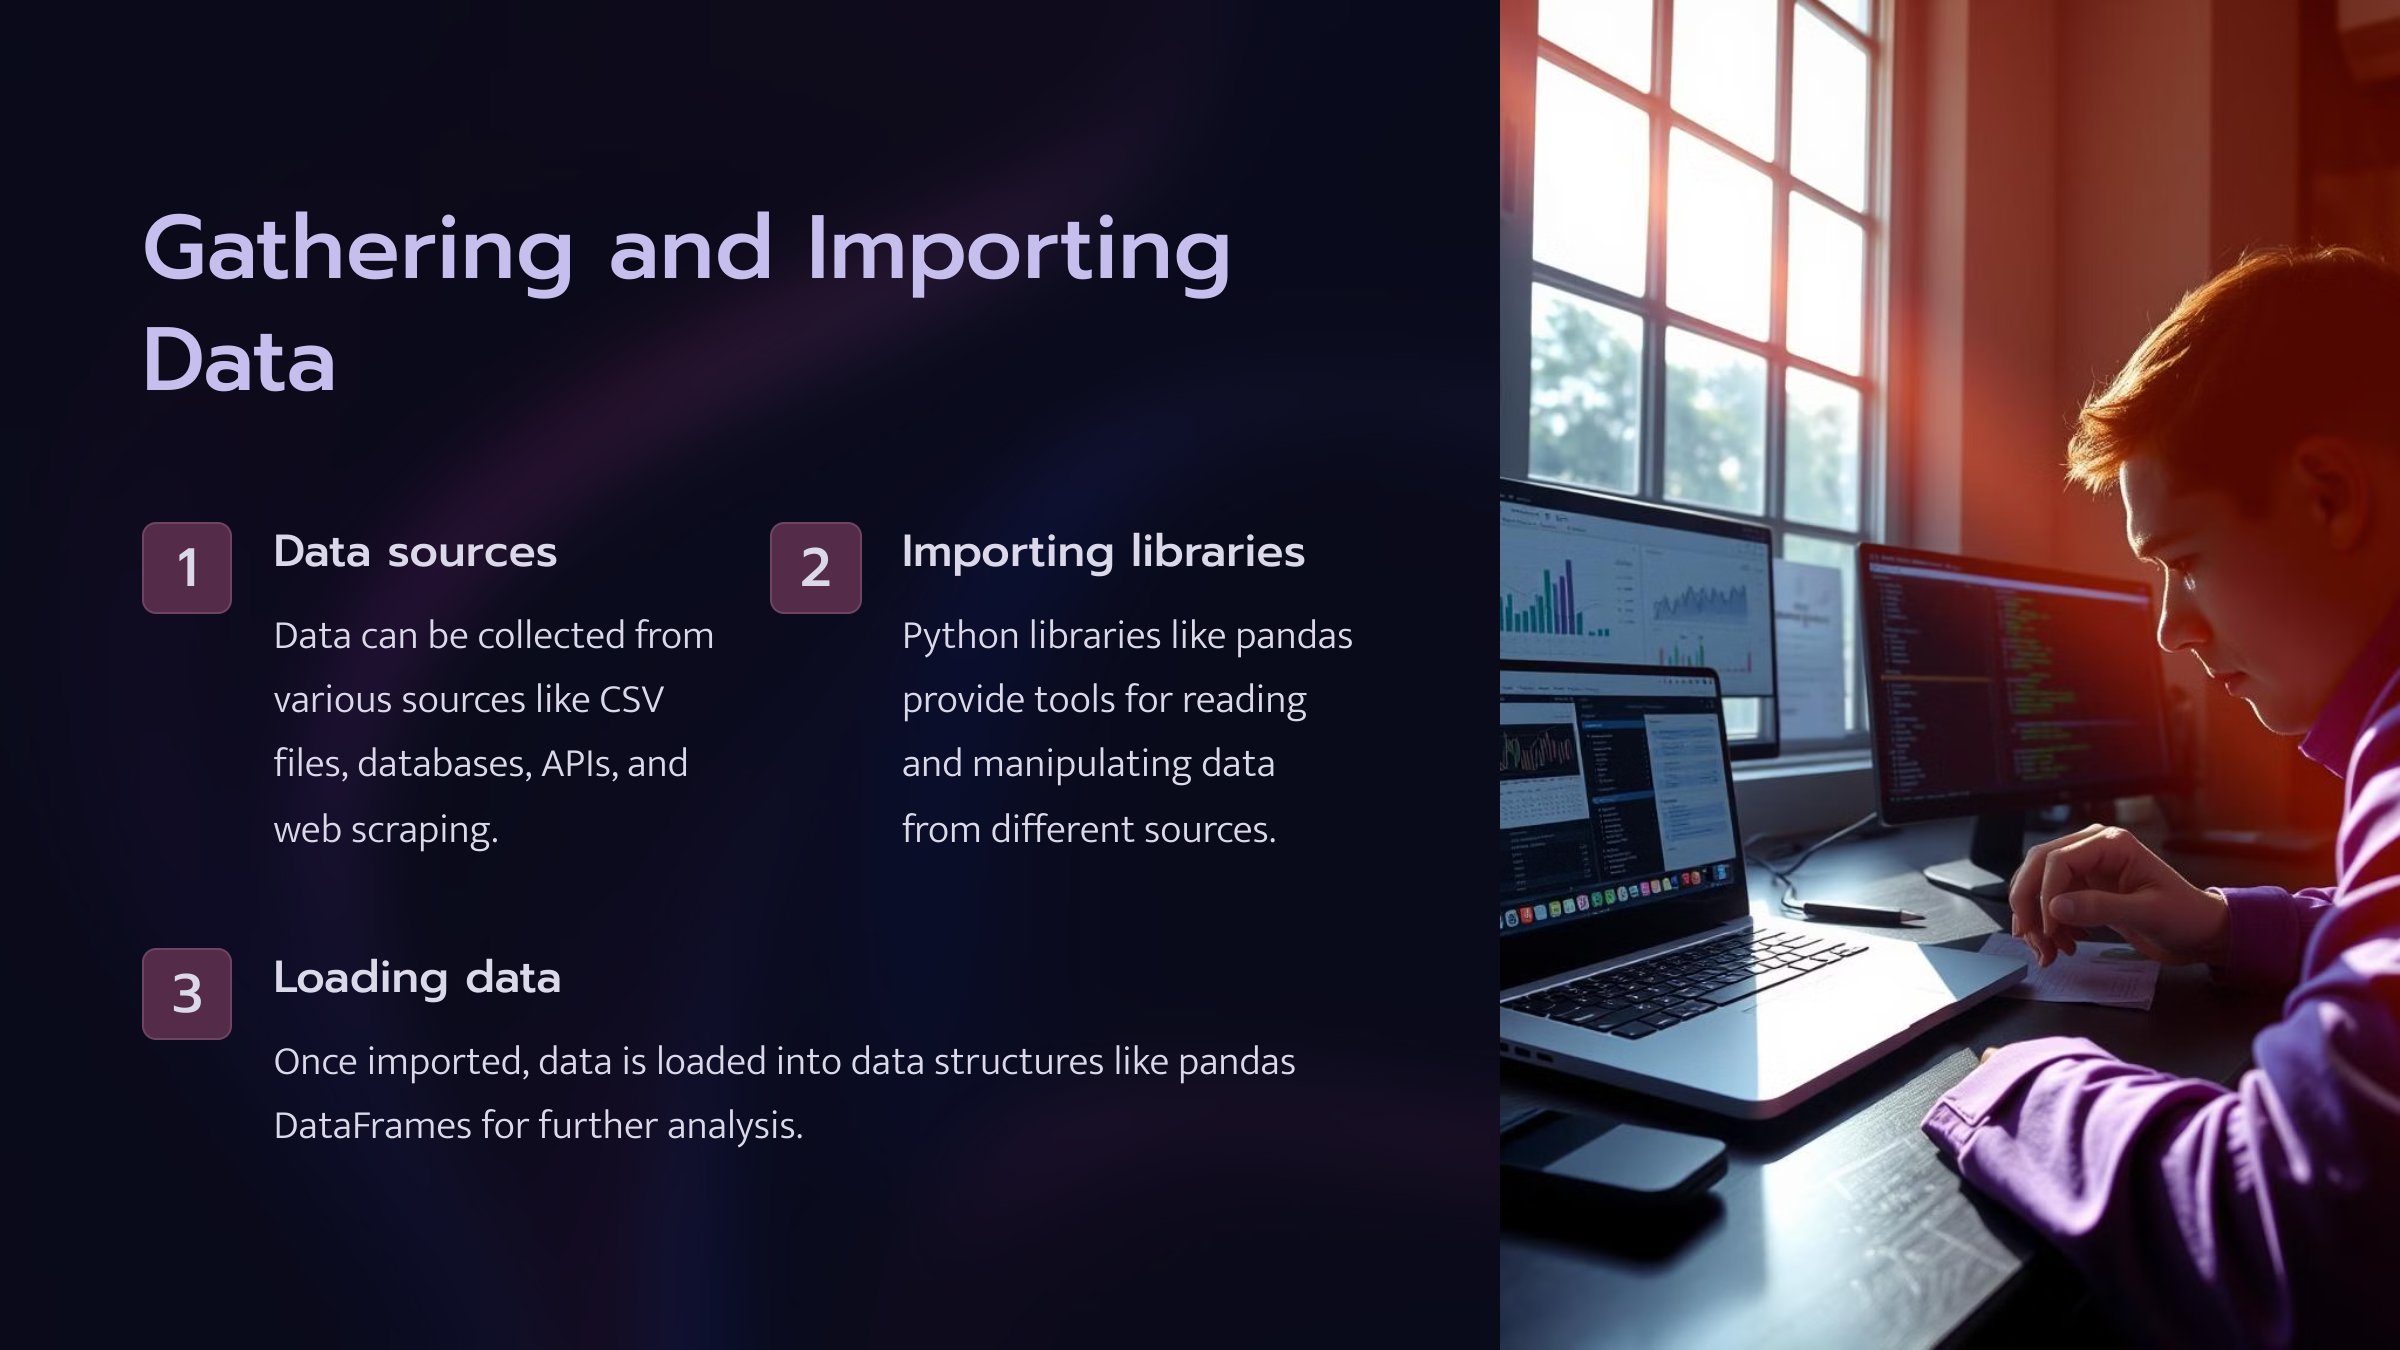 Gathering and Importing
Data
1
Data sources
Data can be collected from
various sources like CSV
files, databases, APIs, and
web scraping.
2
Importing libraries
Python libraries like pandas
provide tools for reading
and manipulating data
from different sources.
3
Loading data
Once imported, data is loaded into data structures like pandas
DataFrames for further analysis.